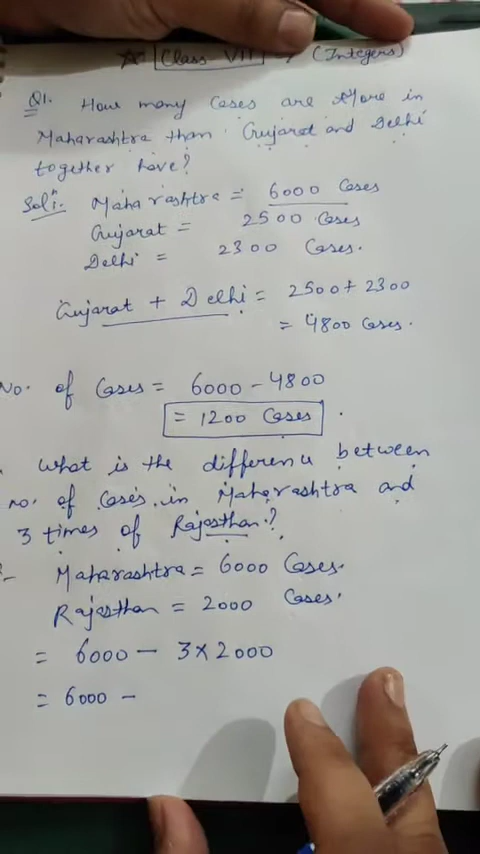 Class VII → (Integers)
Q1. How many Cases are More in
Maharashtra than Gujarat and Delhi
together have?
Solⁿ: Maharashtra = 6000 Cases
Gujarat = 2500 Cases
Delhi = 2300 Cases.
Gujarat + Delhi = 2500 + 2300
= 4800 Cases.
No. of Cases = 6000 - 4800
= 1200 Cases.
What is the difference between
no. of Cases in Maharashtra and
3 times of Rajasthan?
Maharashtra = 6000 Cases.
Rajasthan = 2000 Cases.
= 6000 - 3 × 2000
= 6000 -